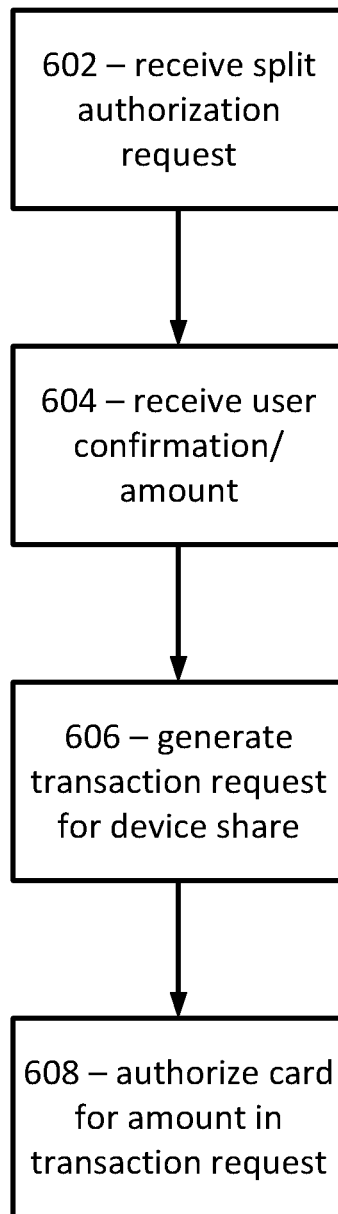 602 – receive split
authorization
request
604 – receive user
confirmation/
amount
606 – generate
transaction request
for device share
608 – authorize card
for amount in
transaction request